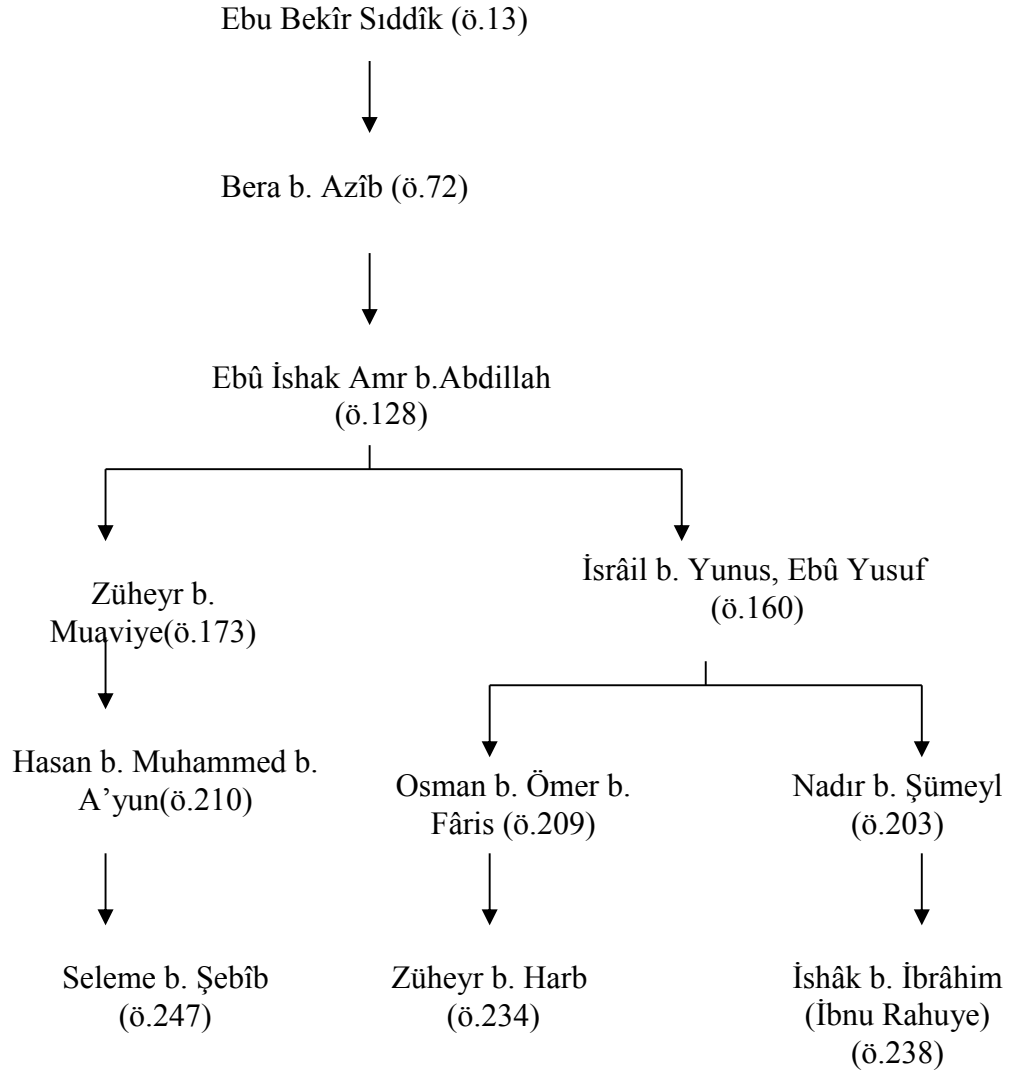 Ebu Bekîr Sıddîk (ö.13)
Bera b. Azîb (ö.72)
Ebû İshak Amr b.Abdillah
(ö.128)
Züheyr b.
Muaviye(ö.173)
İsrâil b. Yunus, Ebû Yusuf
(ö.160)
Hasan b. Muhammed b.
A’yun(ö.210)
Osman b. Ömer b.
Fâris (ö.209)
Nadır b. Şümeyl
(ö.203)
Seleme b. Şebîb
(ö.247)
Züheyr b. Harb
(ö.234)
İshâk b. İbrâhim
(İbnu Rahuye)
(ö.238)